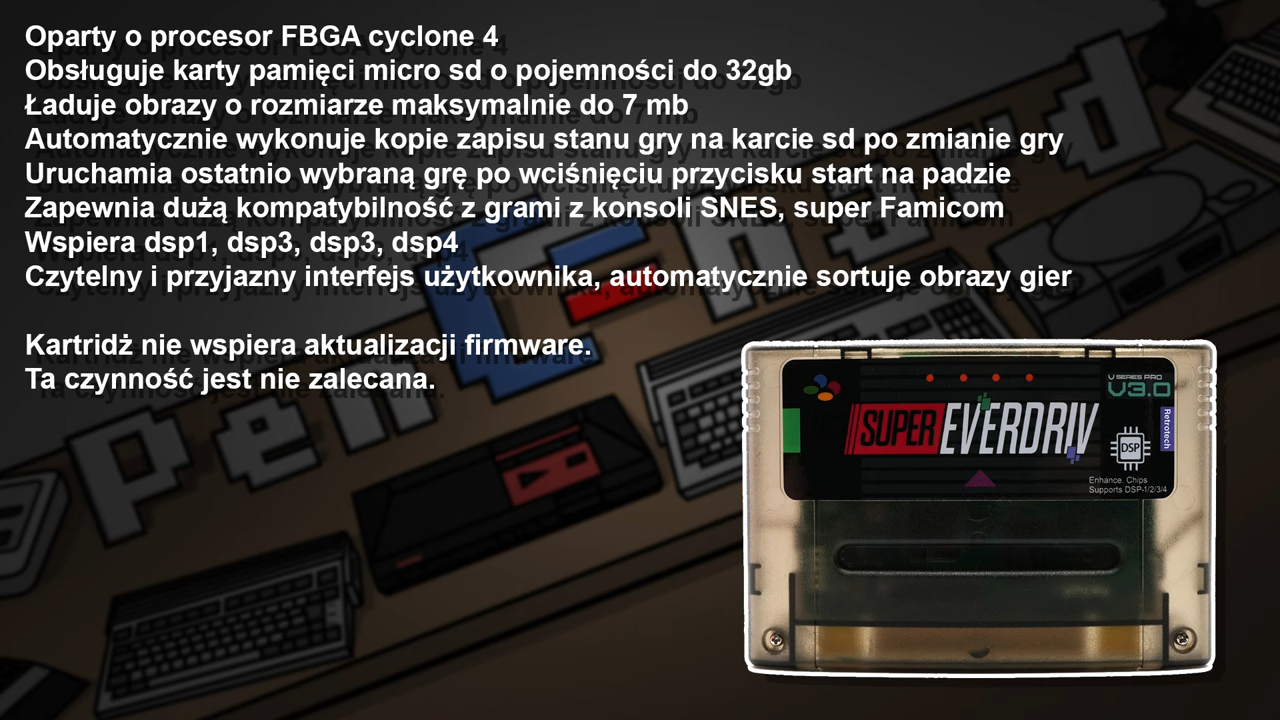 Oparty o procesor FBGA cyclone 4
Obsługuje karty pamięci micro sd o pojemności do 32gb
Ładuje obrazy o rozmiarze maksymalnie do 7 mb
Automatycznie wykonuje kopie zapisu stanu gry na karcie sd po zmianie gry
Uruchamia ostatnio wybraną grę po wciśnięciu przycisku start na padzie
Zapewnia dużą kompatybilność z grami z konsoli SNES, super Famicom
Wspiera dsp1, dsp3, dsp3, dsp4
Czytelny i przyjazny interfejs użytkownika, automatycznie sortuje obrazy gier
Kartridż nie wspiera aktualizacji firmware.
Ta czynność jest nie zalecana.
V SERIES PRO
V3.0
SUPER EVERDRIV
Retrotech
DSP
Enhance. Chips
Supports DSP-1/2/3/4